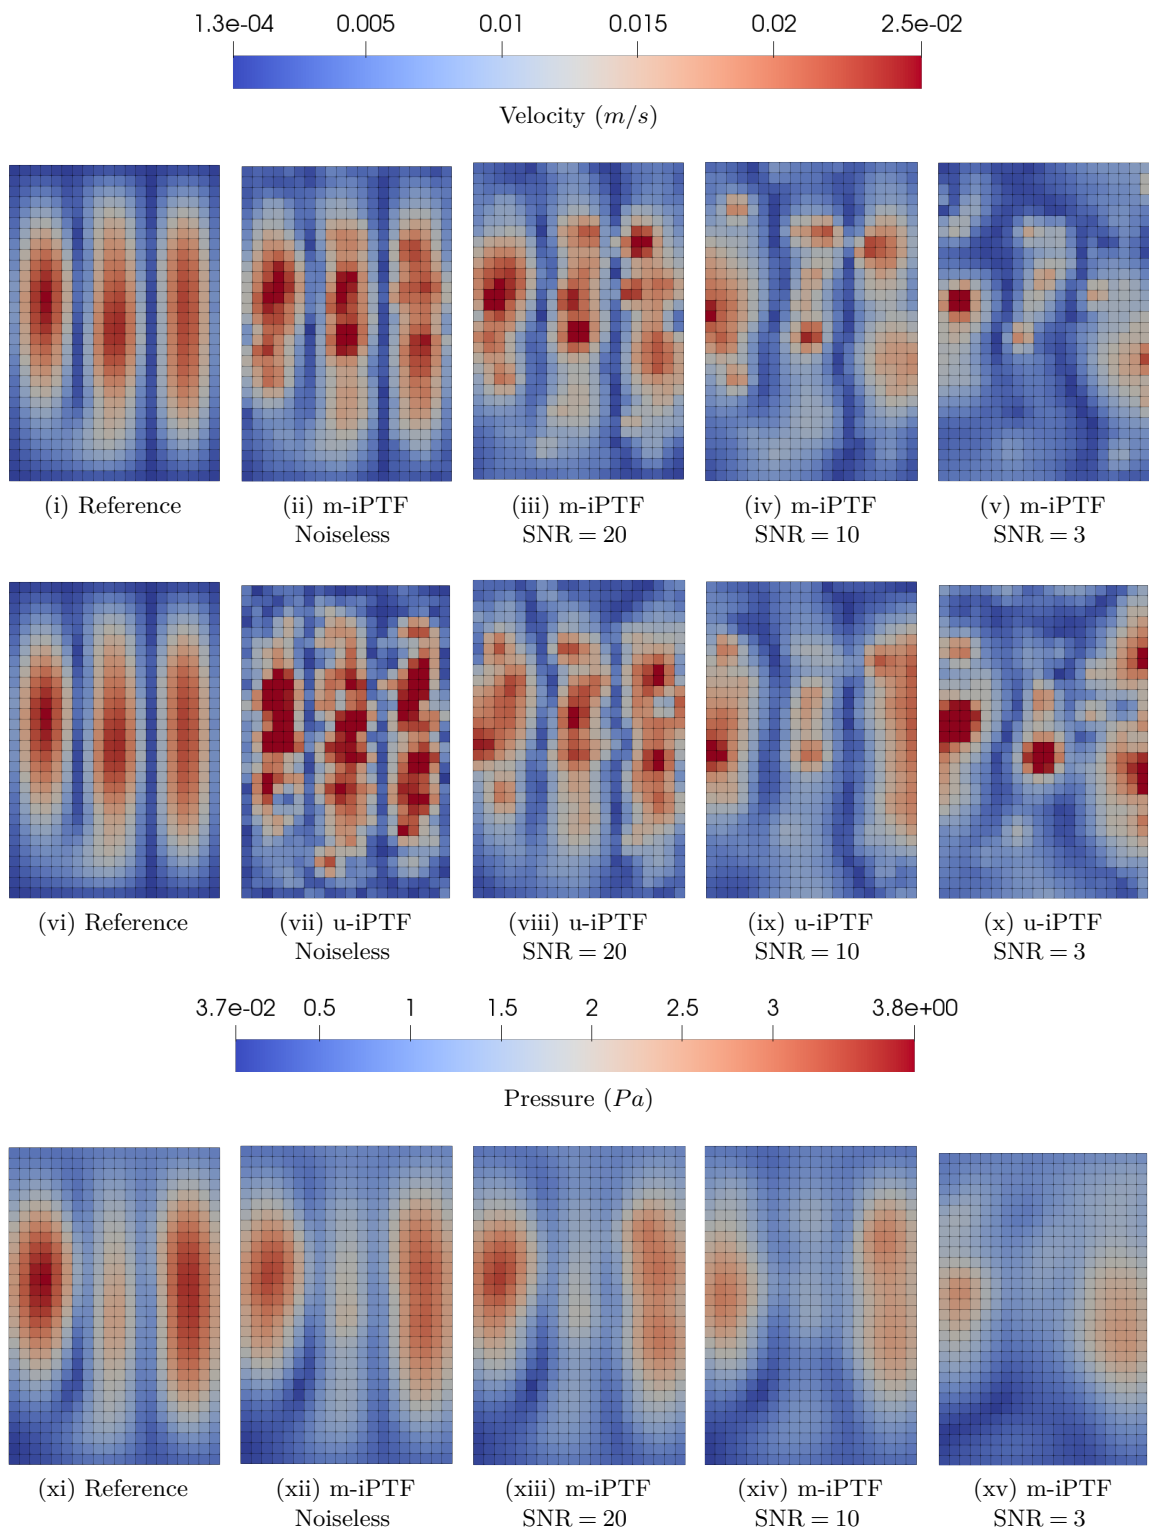 1.3e-04 0.005 0.01 0.015 0.02 2.5e-02
Velocity (m/s)
(i) Reference
(ii) m-iPTF
Noiseless
(iii) m-iPTF
SNR = 20
(iv) m-iPTF
SNR = 10
(v) m-iPTF
SNR = 3
(vi) Reference
(vii) u-iPTF
Noiseless
(viii) u-iPTF
SNR = 20
(ix) u-iPTF
SNR = 10
(x) u-iPTF
SNR = 3
3.7e-02 0.5 1 1.5 2 2.5 3 3.8e+00
Pressure (Pa)
(xi) Reference
(xii) m-iPTF
Noiseless
(xiii) m-iPTF
SNR = 20
(xiv) m-iPTF
SNR = 10
(xv) m-iPTF
SNR = 3